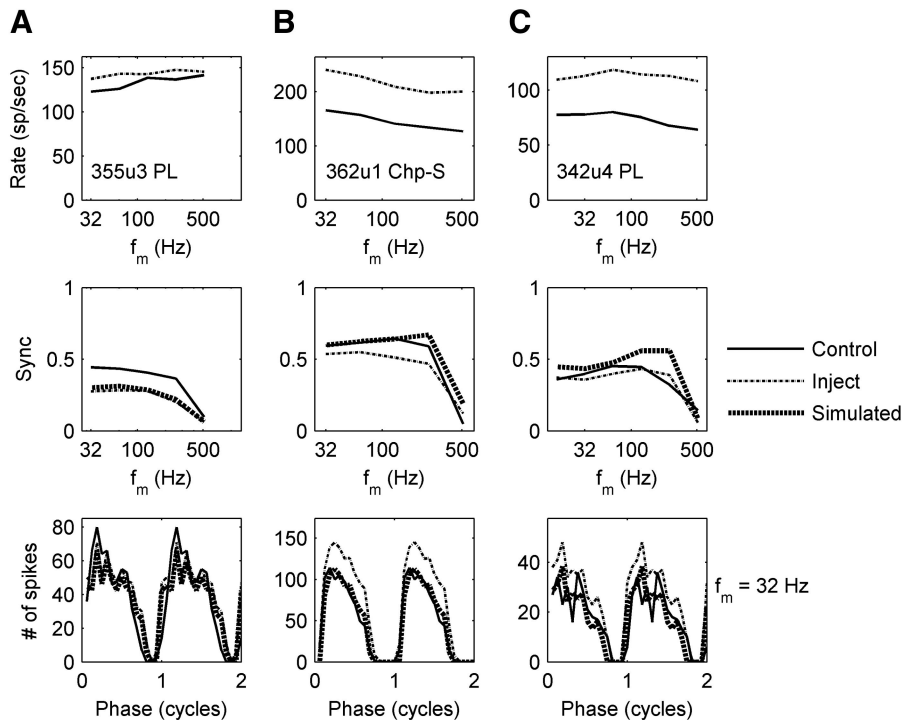 A B C
Rate (sp/sec)
150
100
50
0
355u3 PL
32 100 500
f_m (Hz)
200
100
0
362u1 Chp-S
32 100 500
f_m (Hz)
100
50
0
342u4 PL
32 100 500
f_m (Hz)
Sync
1
0.5
0
32 100 500
f_m (Hz)
1
0.5
0
32 100 500
f_m (Hz)
1
0.5
0
32 100 500
f_m (Hz)
Control
Inject
Simulated
# of spikes
80
60
40
20
0
0 1 2
Phase (cycles)
150
100
50
0
0 1 2
Phase (cycles)
40
20
0
0 1 2
Phase (cycles)
f_m = 32 Hz